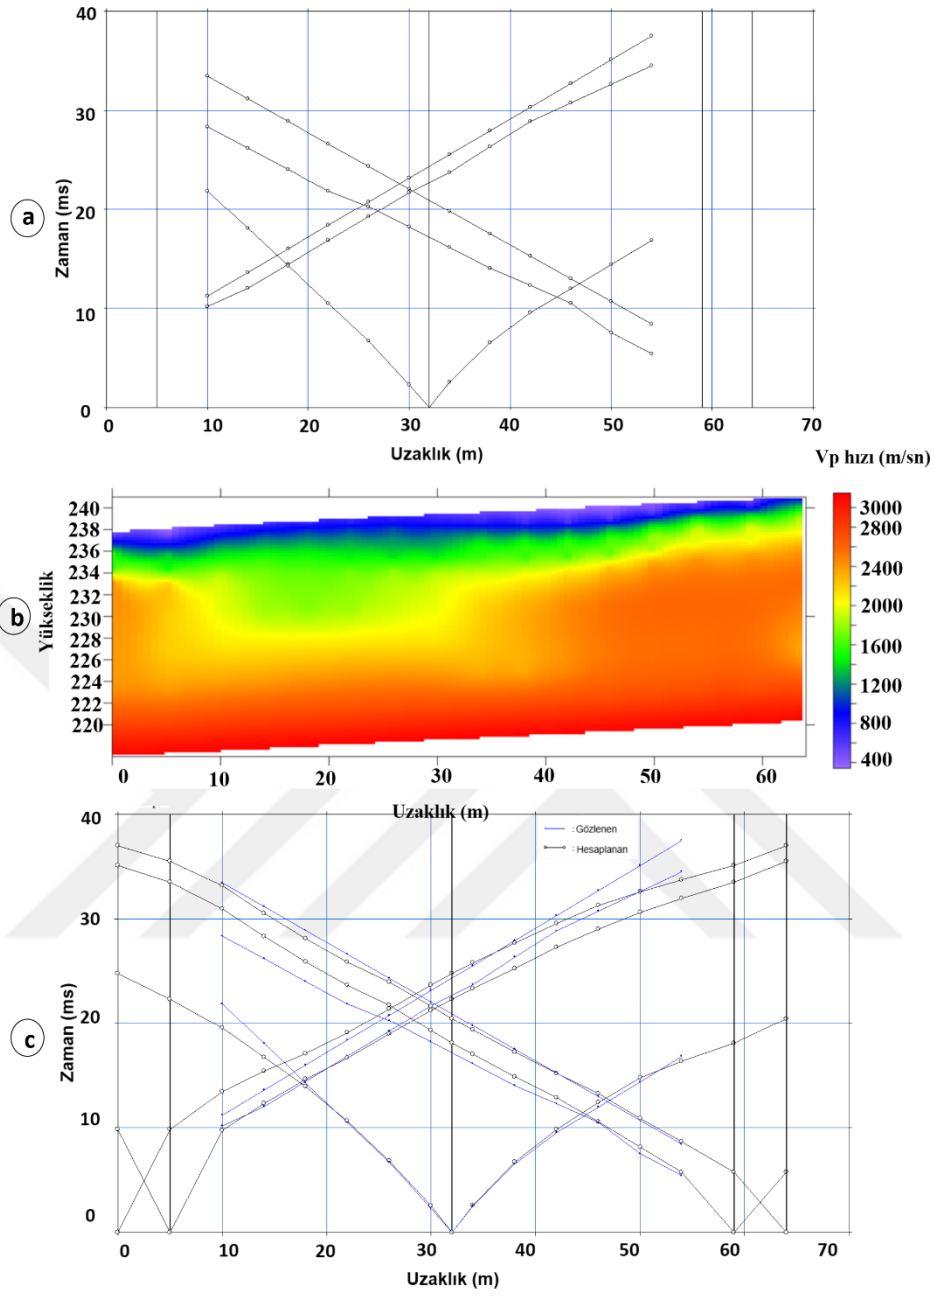 40
30
20
10
0
a
Zaman (ms)
0 10 20 30 40 50 60 70
Uzaklık (m)
Vp hızı (m/sn)
240
238
236
234
232
230
228
226
224
222
220
b
Yükseklik
3000
2800
2400
2000
1600
1200
800
400
0 10 20 30 40 50 60
Uzaklık (m)
40
30
20
10
0
: Gözlenen
: Hesaplanan
c
Zaman (ms)
0 10 20 30 40 50 60 70
Uzaklık (m)